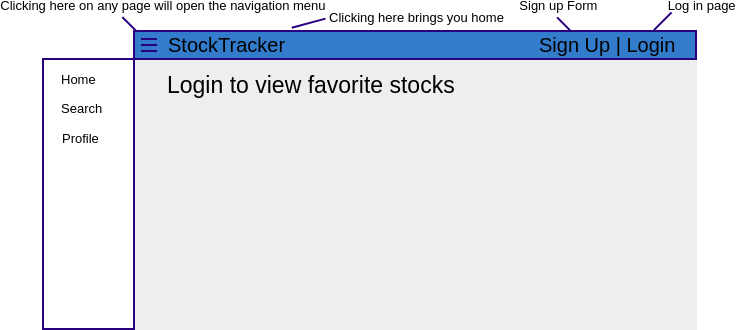 Clicking here on any page will open the navigation menu
Clicking here brings you home
Sign up Form
Log in page
StockTracker
Sign Up | Login
Home
Search
Profile
Login to view favorite stocks